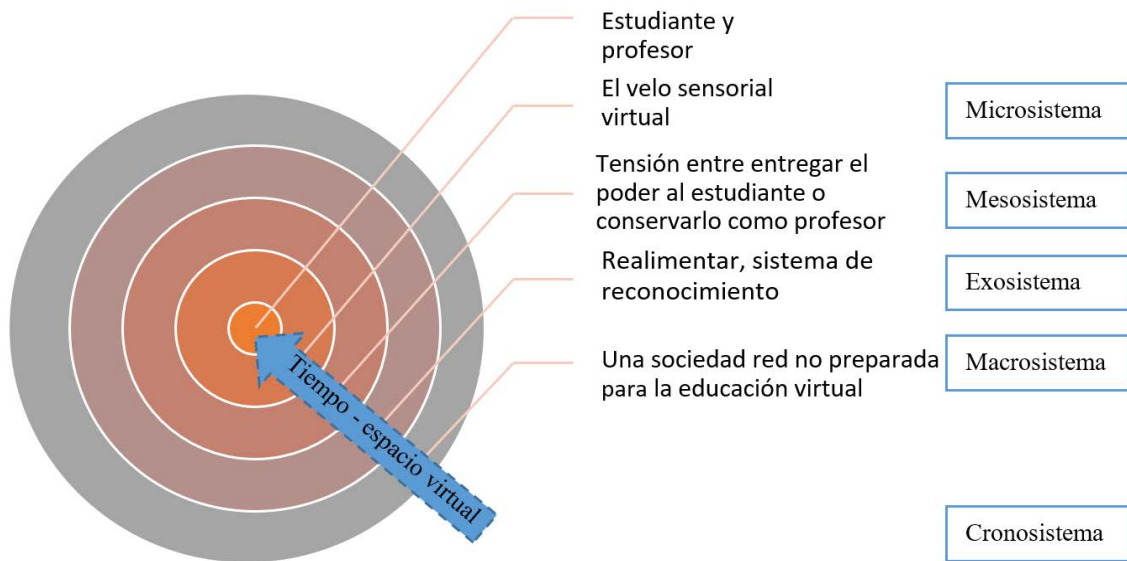 Estudiante y
profesor
El velo sensorial
virtual
Microsistema
Tensión entre entregar el
poder al estudiante o
conservarlo como profesor
Mesosistema
Realimentar, sistema de
reconocimiento
Exosistema
Una sociedad red no preparada
para la educación virtual
Macrosistema
Tiempo - espacio virtual
Cronosistema